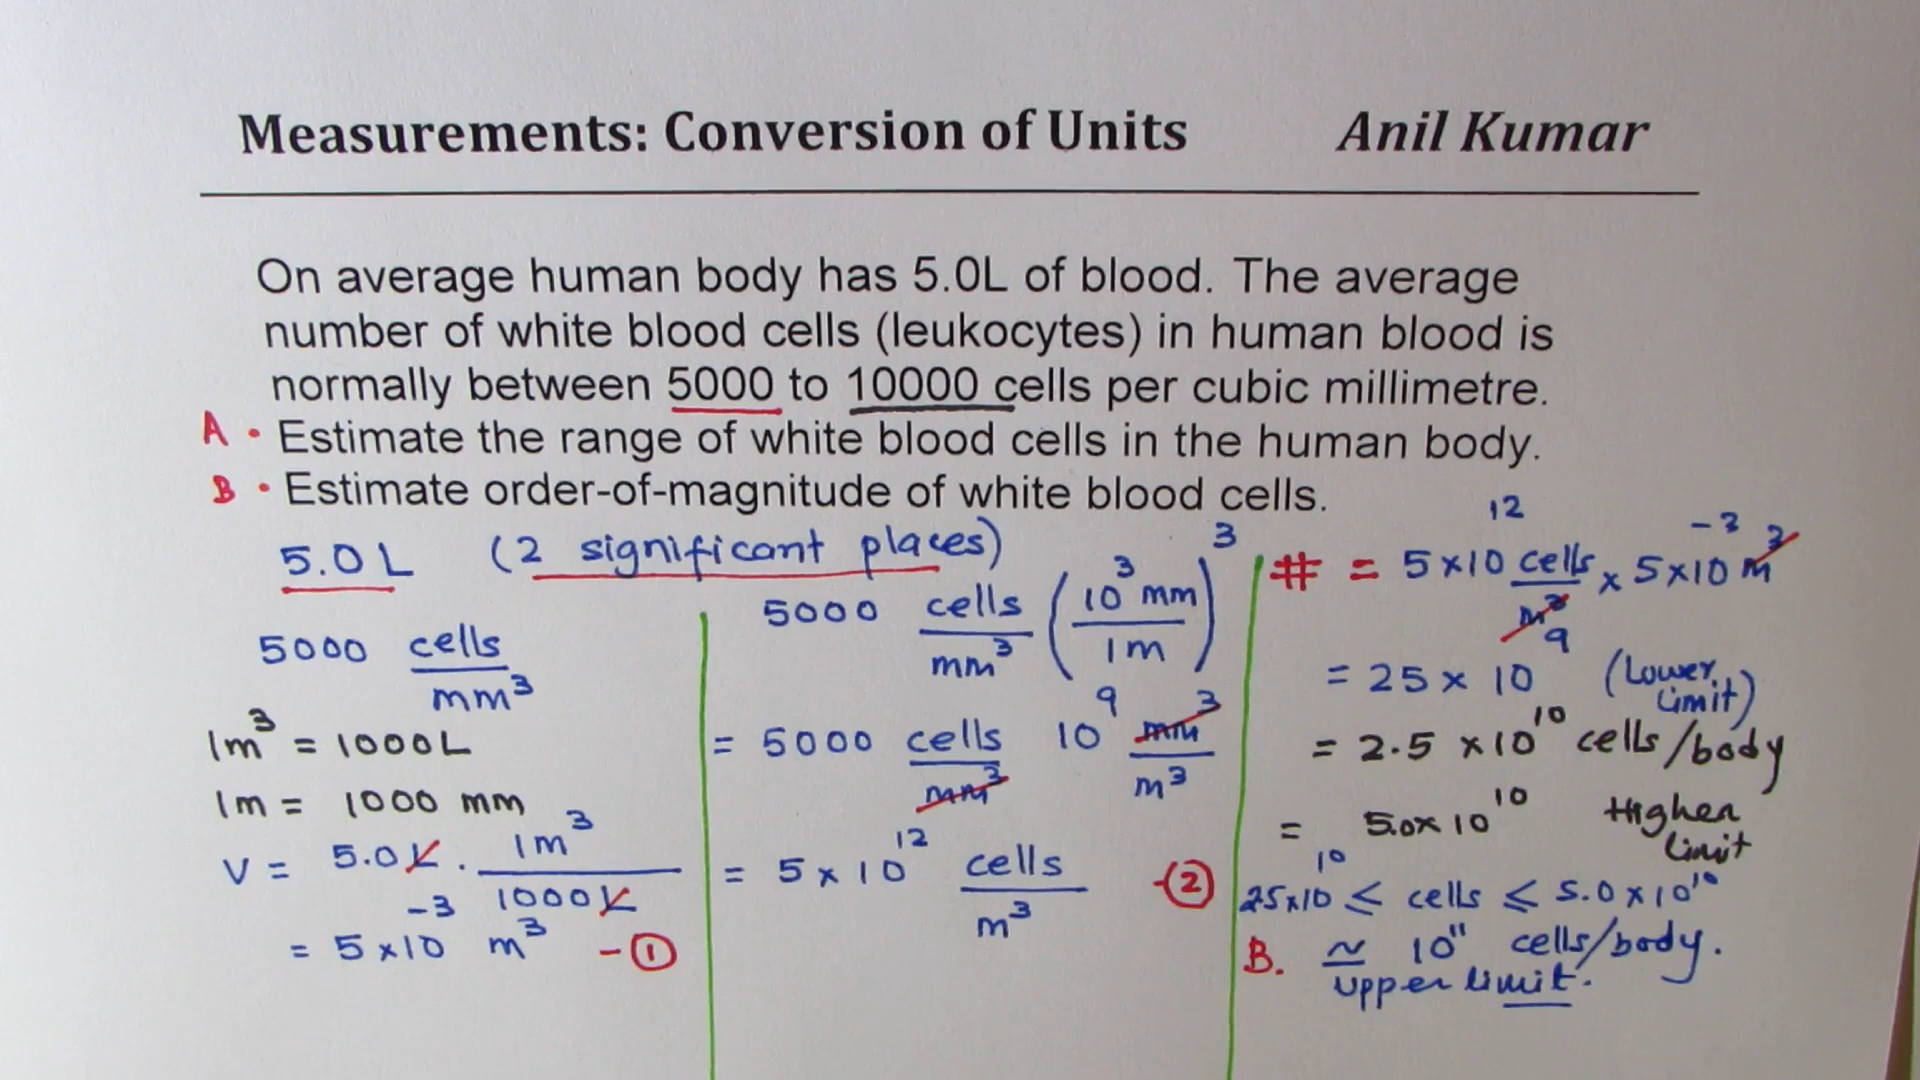 Measurements: Conversion of Units Anil Kumar
On average human body has 5.0L of blood. The average
number of white blood cells (leukocytes) in human blood is
normally between 5000 to 10000 cells per cubic millimetre.
A • Estimate the range of white blood cells in the human body.
B • Estimate order-of-magnitude of white blood cells.
5.0 L (2 significant places)
5000 cells/mm³
1m³ = 1000L
1m = 1000 mm
V = 5.0 L . 1m³/1000L
= 5 x 10⁻³ m³ - ①
5000 cells/mm³ (10³ mm/1m)³
= 5000 cells/mm³ 10⁹ mm³/m³
= 5 x 10¹² cells/m³ - ②
# = 5 x 10¹² cells/m³ x 5 x 10⁻³ m³
= 25 x 10⁹ (Lower Limit)
= 2.5 x 10¹⁰ cells/body
= 5.0 x 10¹⁰ Higher Limit
25 x 10¹⁰ ≤ cells ≤ 5.0 x 10¹⁰
B. ≃ 10¹¹ cells/body.
upper limit.